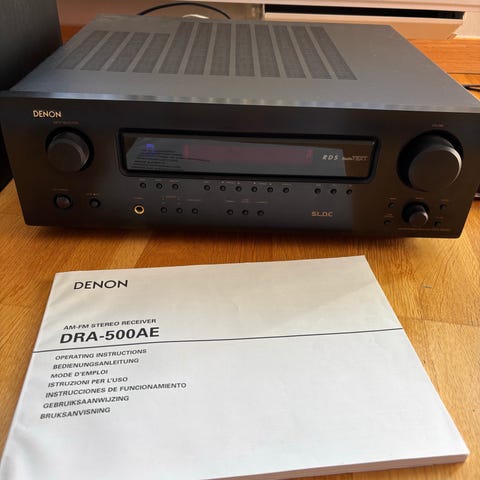 DENON
RDS RadioTEXT
S.L.D.C
DENON
AM-FM STEREO RECEIVER
DRA-500AE
OPERATING INSTRUCTIONS
BEDIENUNGSANLEITUNG
MODE D'EMPLOI
ISTRUZIONI PER L'USO
INSTRUCCIONES DE FUNCIONAMIENTO
GEBRUIKSAANWIJZING
BRUKSANVISNING